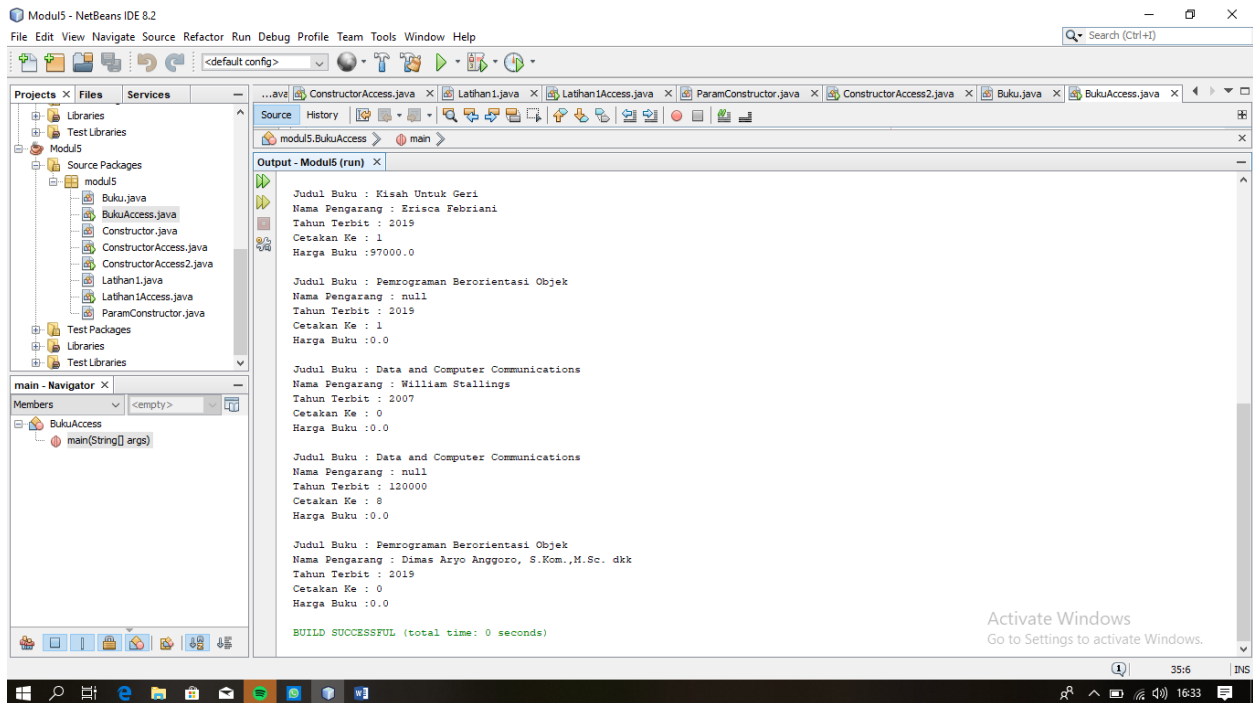 Modul5 - NetBeans IDE 8.2
File Edit View Navigate Source Refactor Run Debug Profile Team Tools Window Help
Search (Ctrl+I)
<default config>
Projects Files Services
...ava ConstructorAccess.java Latihan1.java Latihan1Access.java ParamConstructor.java ConstructorAccess2.java Buku.java BukuAccess.java
Libraries
Test Libraries
Modul5
Source Packages
modul5
Buku.java
BukuAccess.java
Constructor.java
ConstructorAccess.java
ConstructorAccess2.java
Latihan1.java
Latihan1Access.java
ParamConstructor.java
Test Packages
Libraries
Test Libraries
main - Navigator
Members <empty>
BukuAccess
main(String[] args)
Source History
modul5.BukuAccess main
Output - Modul5 (run)
Judul Buku : Kisah Untuk Geri
Nama Pengarang : Erisca Febriani
Tahun Terbit : 2019
Cetakan Ke : 1
Harga Buku :97000.0
Judul Buku : Pemrograman Berorientasi Objek
Nama Pengarang : null
Tahun Terbit : 2019
Cetakan Ke : 1
Harga Buku :0.0
Judul Buku : Data and Computer Communications
Nama Pengarang : William Stallings
Tahun Terbit : 2007
Cetakan Ke : 0
Harga Buku :0.0
Judul Buku : Data and Computer Communications
Nama Pengarang : null
Tahun Terbit : 120000
Cetakan Ke : 8
Harga Buku :0.0
Judul Buku : Pemrograman Berorientasi Objek
Nama Pengarang : Dimas Aryo Anggoro, S.Kom.,M.Sc. dkk
Tahun Terbit : 2019
Cetakan Ke : 0
Harga Buku :0.0
BUILD SUCCESSFUL (total time: 0 seconds)
Activate Windows
Go to Settings to activate Windows.
1 35:6 INS
16:33